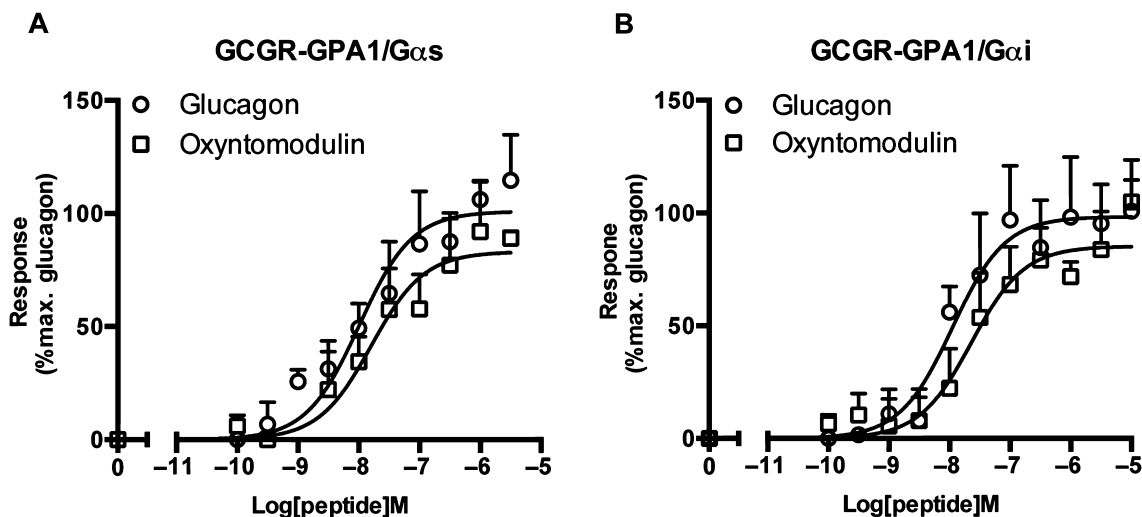 A
GCGR-GPA1/Gαs
Glucagon
Oxyntomodulin
Response
(%max. glucagon)
150
100
50
0
0
–11
–10
–9
–8
–7
–6
–5
Log[peptide]M
B
GCGR-GPA1/Gαi
Glucagon
Oxyntomodulin
Respone
(%max. glucagon)
150
100
50
0
0
–11
–10
–9
–8
–7
–6
–5
Log[peptide]M